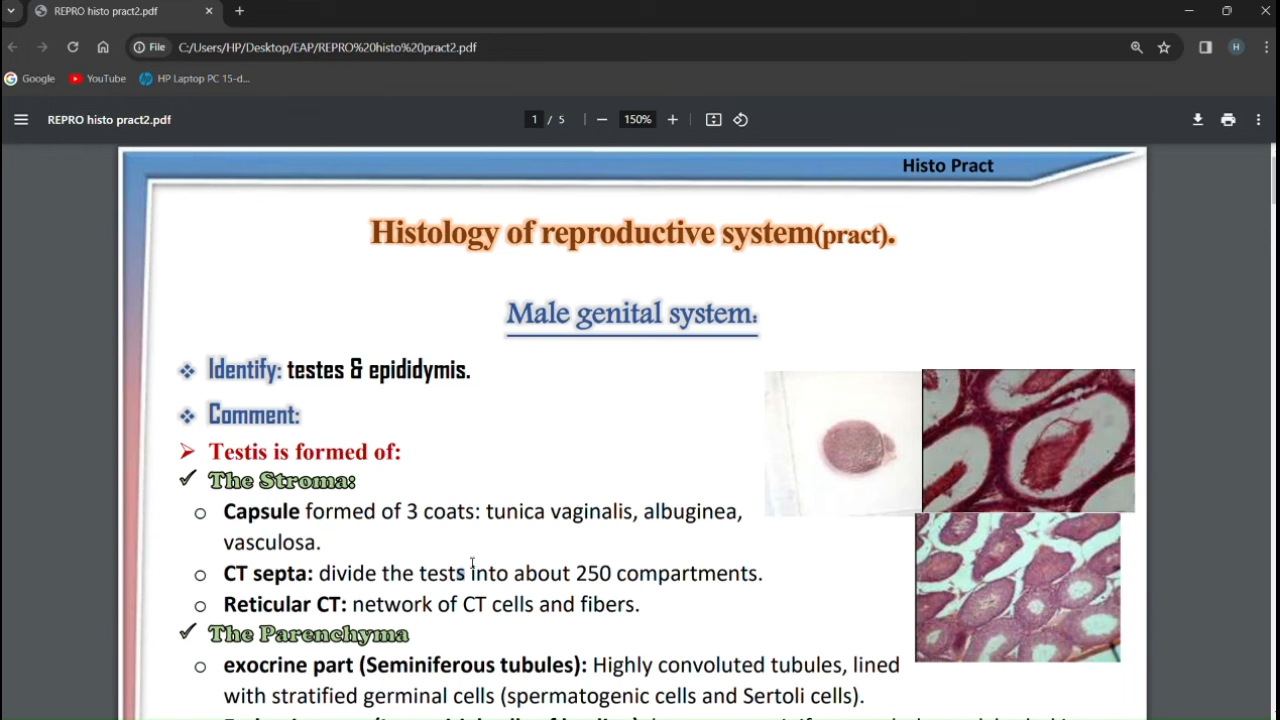 REPRO histo pract2.pdf
File C:/Users/HP/Desktop/EAP/REPRO%20histo%20pract2.pdf
H
Google YouTube HP Laptop PC 15-d...
REPRO histo pract2.pdf 1 / 5 150%
Histo Pract
Histology of reproductive system(pract).
Male genital system:
Identify: testes & epididymis.
Comment:
Testis is formed of:
The Stroma:
Capsule formed of 3 coats: tunica vaginalis, albuginea,
vasculosa.
CT septa: divide the tests into about 250 compartments.
Reticular CT: network of CT cells and fibers.
The Parenchyma
exocrine part (Seminiferous tubules): Highly convoluted tubules, lined
with stratified germinal cells (spermatogenic cells and Sertoli cells).